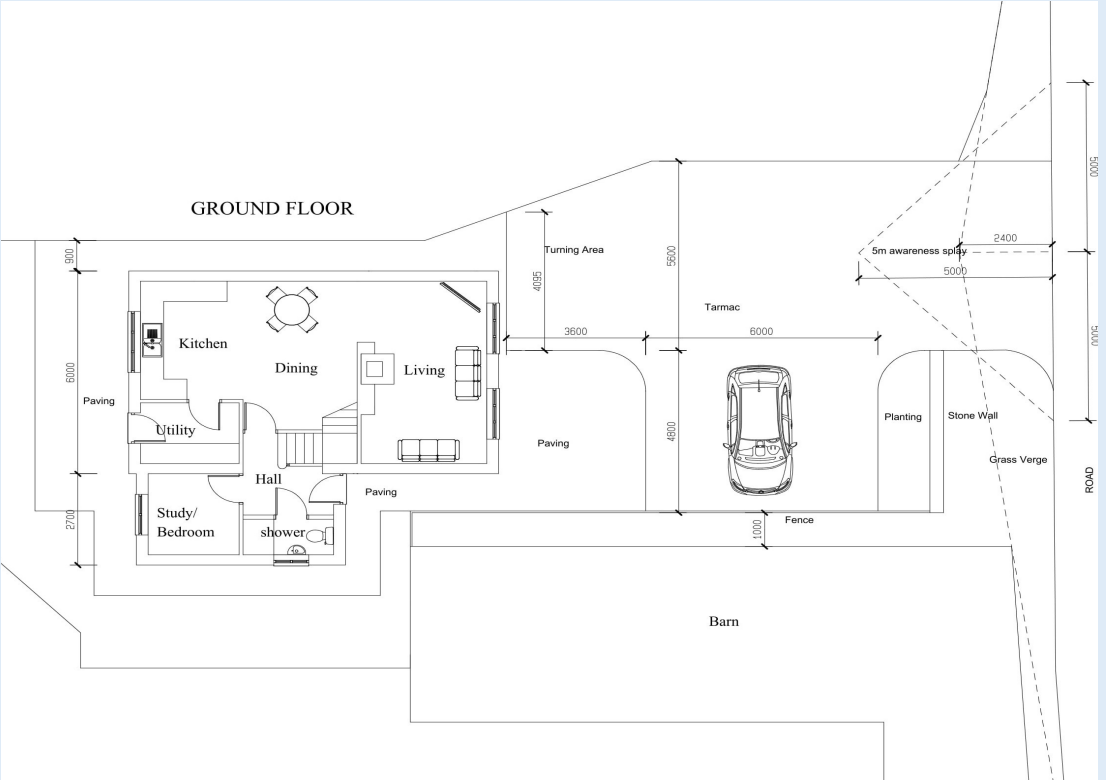 GROUND FLOOR
5000
2400
900
Turning Area
5m awareness splay
5600
4095
5000
Tarmac
3600
6000
5000
Kitchen
Dining
Living
6000
Paving
Planting
Stone Wall
Utility
4800
Paving
Grass Verge
Hall
ROAD
Paving
Study/
Bedroom
2700
shower
Fence
1000
Barn